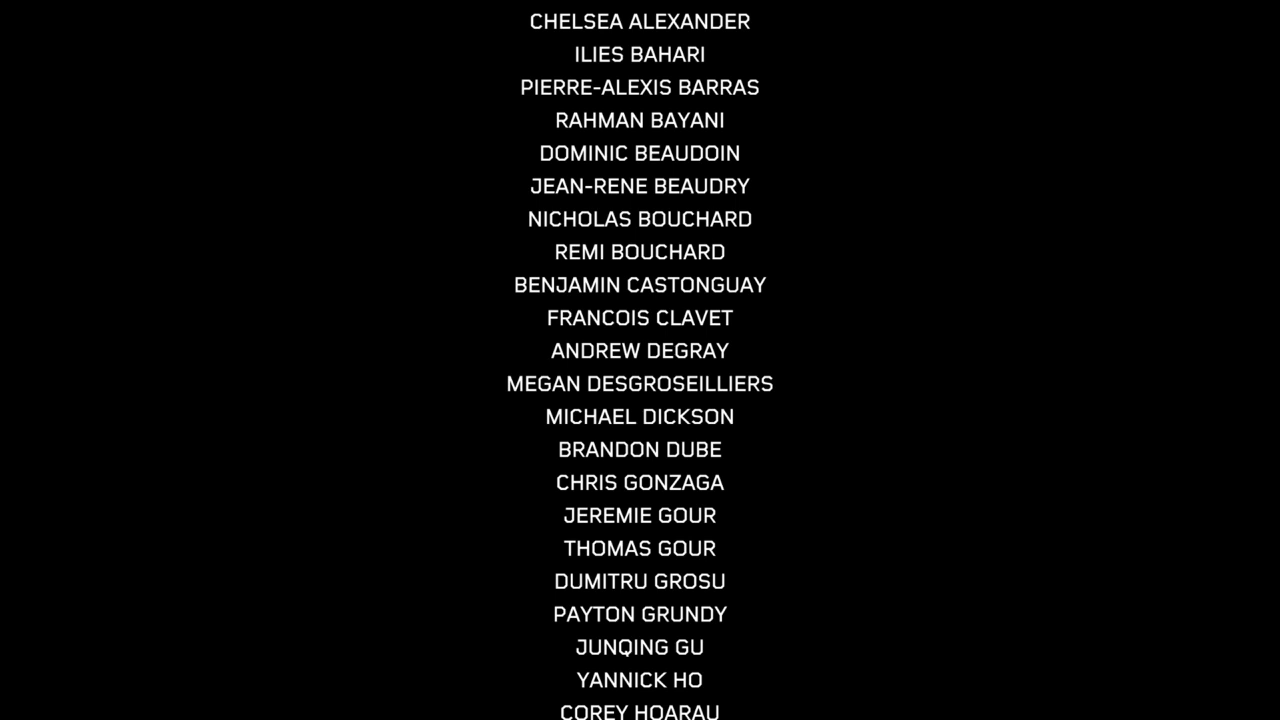 CHELSEA ALEXANDER
ILIES BAHARI
PIERRE-ALEXIS BARRAS
RAHMAN BAYANI
DOMINIC BEAUDOIN
JEAN-RENE BEAUDRY
NICHOLAS BOUCHARD
REMI BOUCHARD
BENJAMIN CASTONGUAY
FRANCOIS CLAVET
ANDREW DEGRAY
MEGAN DESGROSEILLIERS
MICHAEL DICKSON
BRANDON DUBE
CHRIS GONZAGA
JEREMIE GOUR
THOMAS GOUR
DUMITRU GROSU
PAYTON GRUNDY
JUNQING GU
YANNICK HO
COREY HOARAU